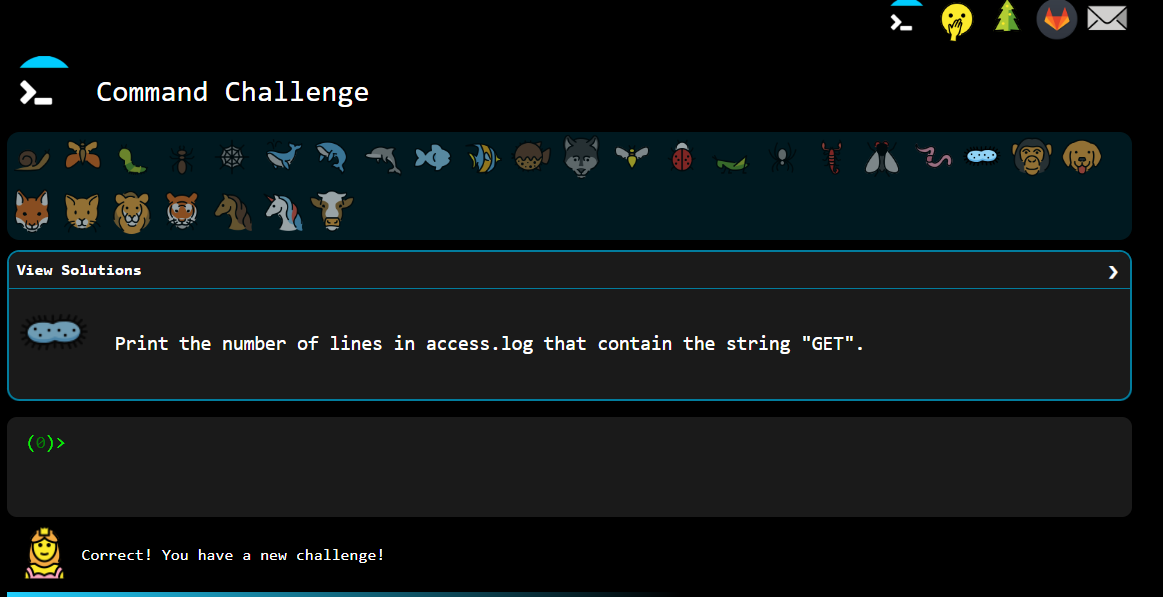 Command Challenge
View Solutions
Print the number of lines in access.log that contain the string "GET".
(0)>
Correct! You have a new challenge!